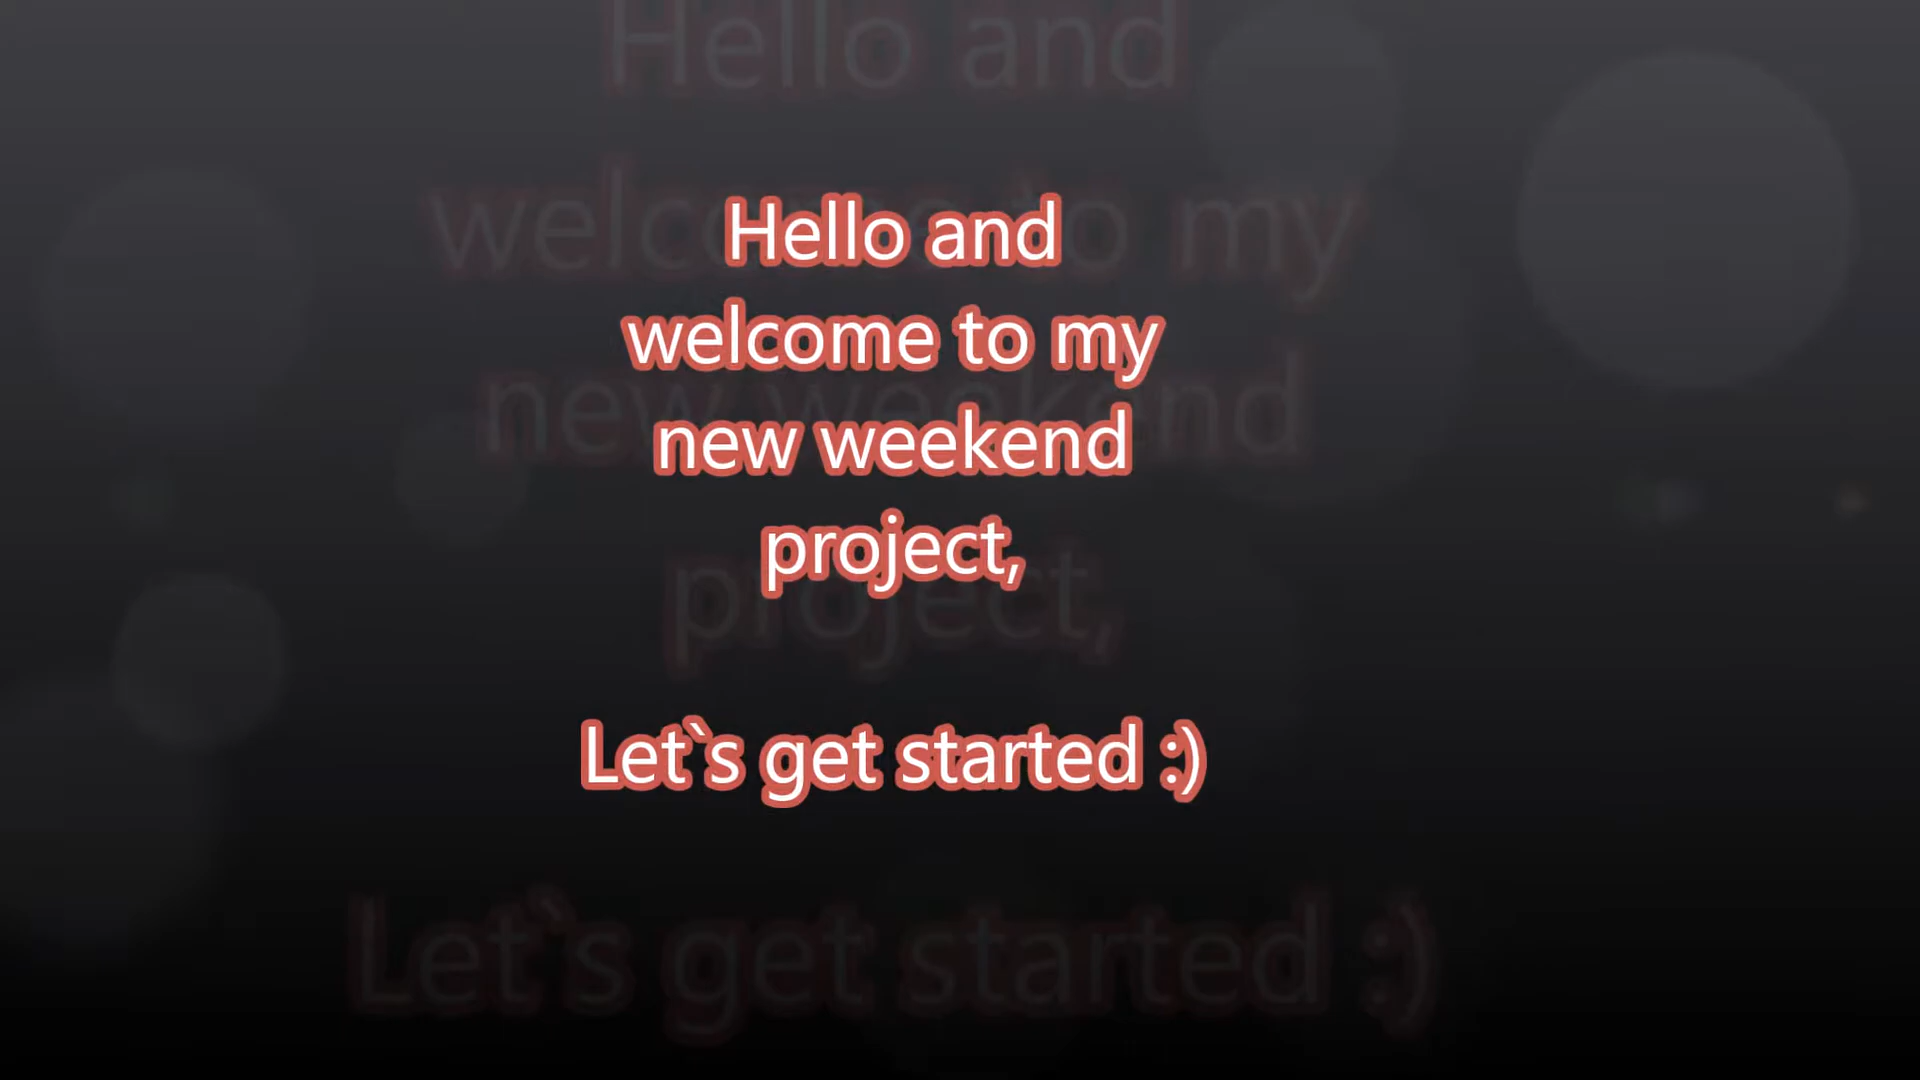 Hello and
welcome to my
new weekend
project,
Let`s get started :)